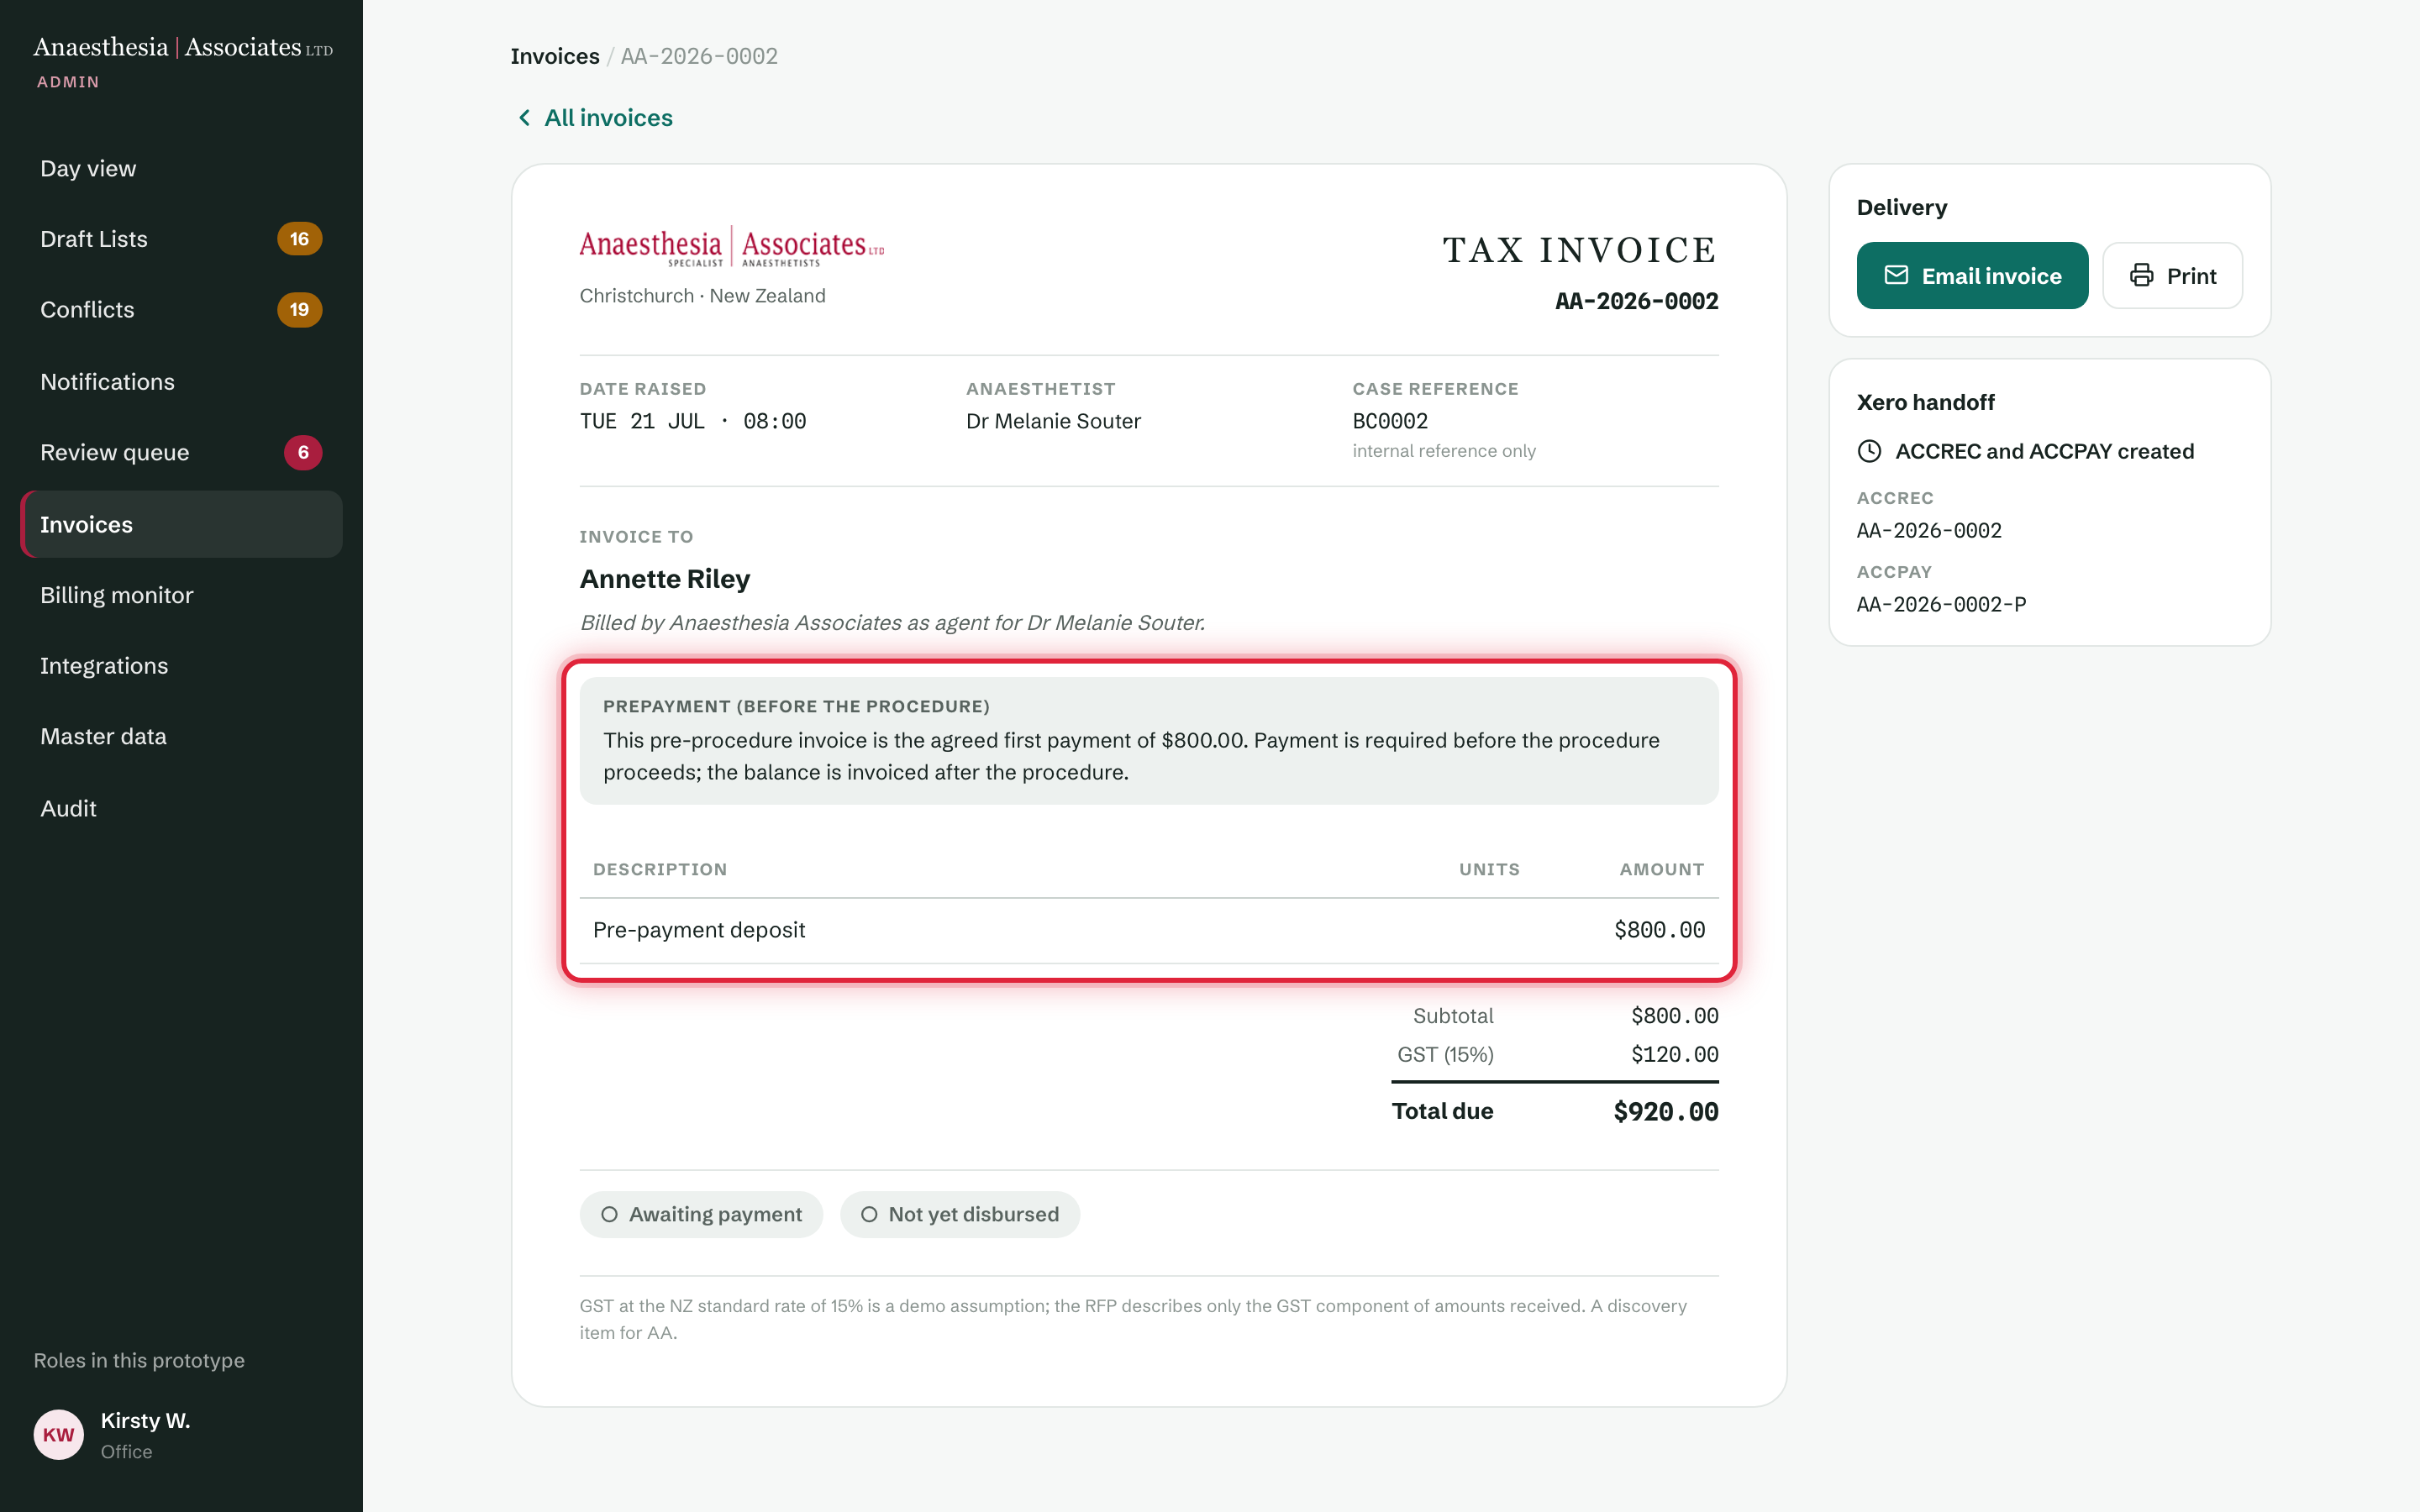 Anaesthesia | Associates LTD
ADMIN
Day view
Draft Lists 16
Conflicts 19
Notifications
Review queue 6
Invoices
Billing monitor
Integrations
Master data
Audit
Roles in this prototype
KW
Kirsty W.
Office
Invoices / AA-2026-0002
All invoices
Anaesthesia | Associates LTD
SPECIALIST ANAESTHETISTS
Christchurch · New Zealand
TAX INVOICE
AA-2026-0002
DATE RAISED
TUE 21 JUL · 08:00
ANAESTHETIST
Dr Melanie Souter
CASE REFERENCE
BC0002
internal reference only
INVOICE TO
Annette Riley
Billed by Anaesthesia Associates as agent for Dr Melanie Souter.
PREPAYMENT (BEFORE THE PROCEDURE)
This pre-procedure invoice is the agreed first payment of $800.00. Payment is required before the procedure
proceeds; the balance is invoiced after the procedure.
DESCRIPTION UNITS AMOUNT
Pre-payment deposit $800.00
Subtotal $800.00
GST (15%) $120.00
Total due $920.00
Awaiting payment Not yet disbursed
GST at the NZ standard rate of 15% is a demo assumption; the RFP describes only the GST component of amounts received. A discovery
item for AA.
Delivery
Email invoice Print
Xero handoff
ACCREC and ACCPAY created
ACCREC
AA-2026-0002
ACCPAY
AA-2026-0002-P